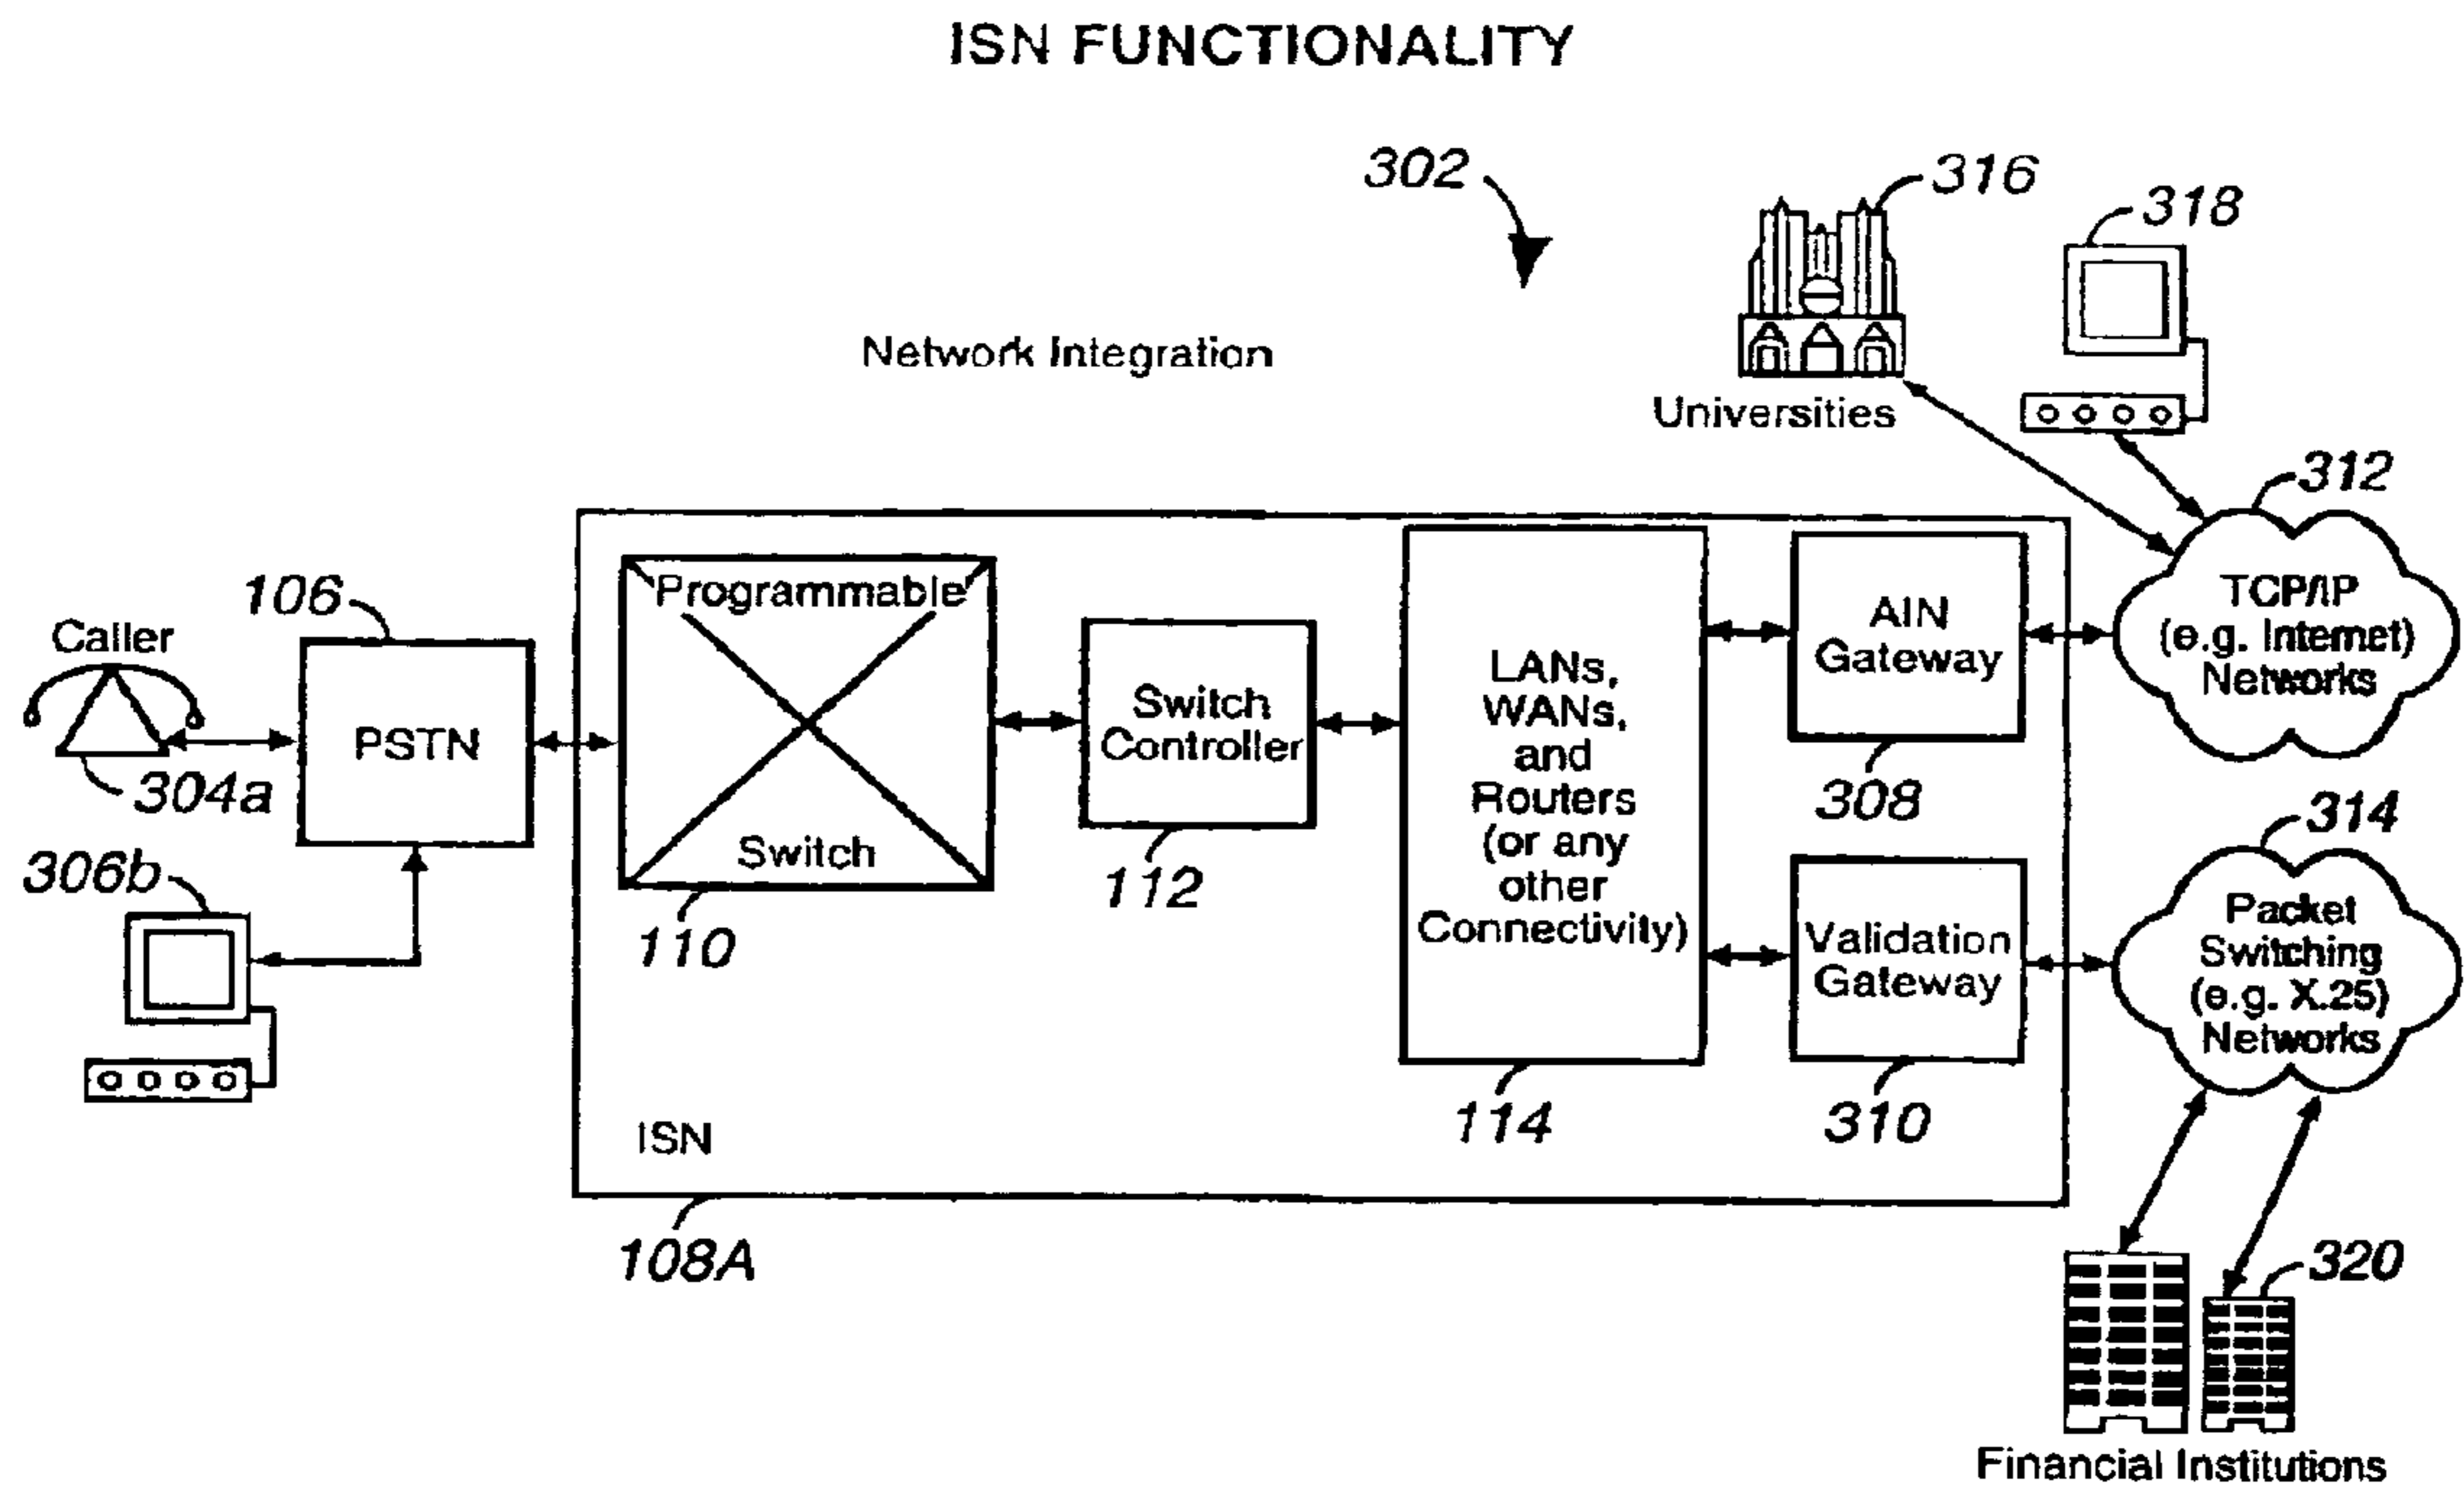 ISN FUNCTIONALITY
302
316
318
Network Integration
Universities
312
106
Caller
304a
PSTN
306b
Programmable
Switch
110
Switch
Controller
112
LANs,
WANs,
and
Routers
(or any
other
Connectivity)
114
AIN
Gateway
308
Validation
Gateway
310
TCP/IP
(e.g. Internet)
Networks
314
Packet
Switching
(e.g. X.25)
Networks
ISN
108A
320
Financial Institutions